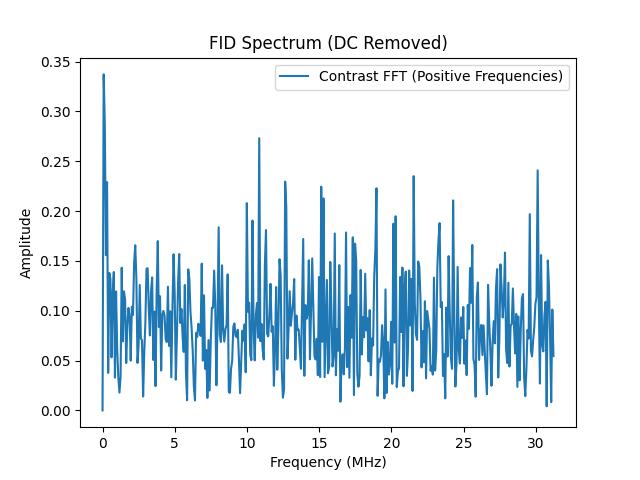 FID Spectrum (DC Removed)
Contrast FFT (Positive Frequencies)
0.35
0.30
0.25
0.20
0.15
0.10
0.05
0.00
Amplitude
0 5 10 15 20 25 30
Frequency (MHz)